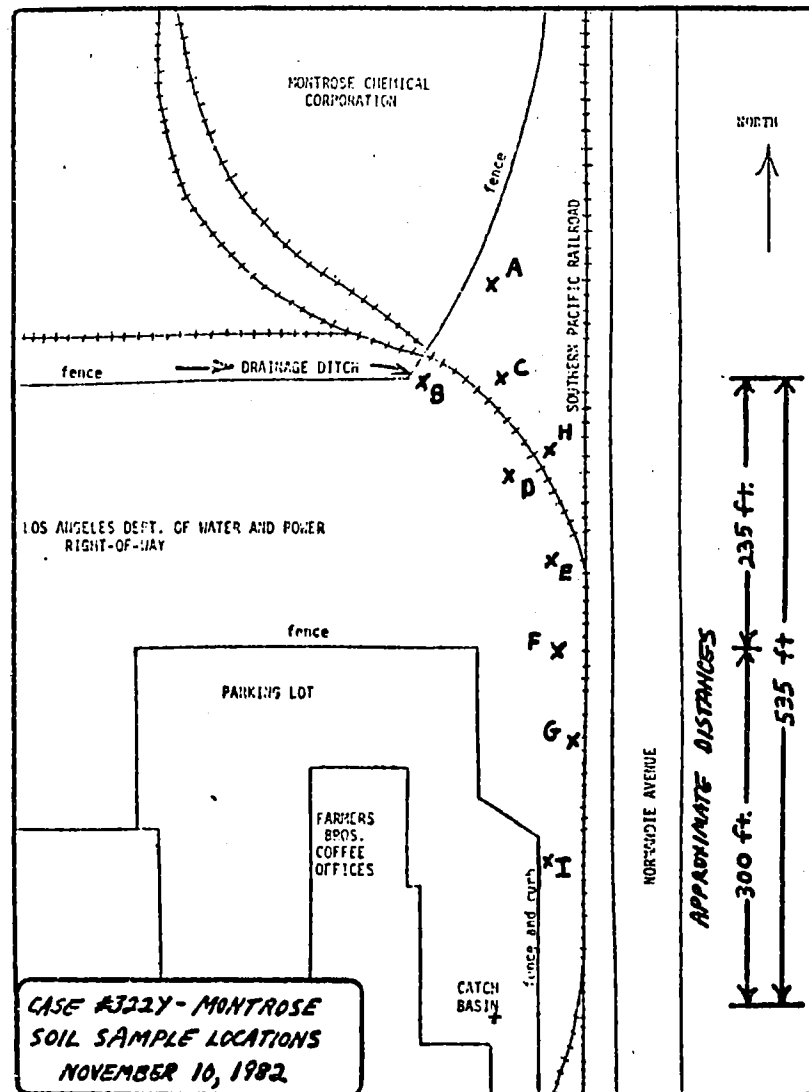 MONTROSE CHEMICAL
CORPORATION
NORTH
fence
SOUTHERN PACIFIC RAILROAD
A
fence
DRAINAGE DITCH
B
C
H
D
LOS ANGELES DEPT. OF WATER AND POWER
RIGHT-OF-WAY
E
235 ft.
fence
F
535 ft
APPROXIMATE DISTANCES
PARKING LOT
G
NORMANDIE AVENUE
FARMERS
BROS.
COFFEE
OFFICES
I
300 ft.
fence and curb
CATCH
BASIN
CASE #322Y - MONTROSE
SOIL SAMPLE LOCATIONS
NOVEMBER 10, 1982